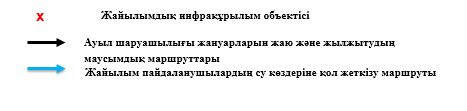 х Жайылымдық инфрақұрылым объектісі
Ауыл шаруашылығы жануарларын жаю және жылжытудың
маусымдық маршруттары
Жайылым пайдаланушылардың су көздеріне қол жеткізу маршруты